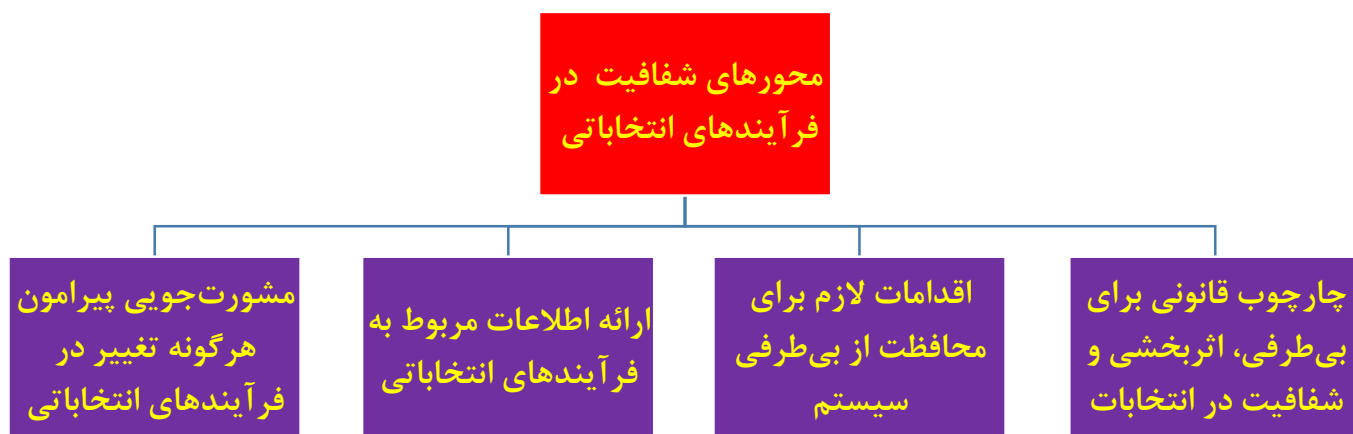 محورهای شفافیت در
فرآیندهای انتخاباتی
چارچوب قانونی برای
بی‌طرفی، اثربخشی و
شفافیت در انتخابات
اقدامات لازم برای
محافظت از بی‌طرفی
سیستم
ارائه اطلاعات مربوط به
فرآیندهای انتخاباتی
مشورت‌جویی پیرامون
هرگونه تغییر در
فرآیندهای انتخاباتی